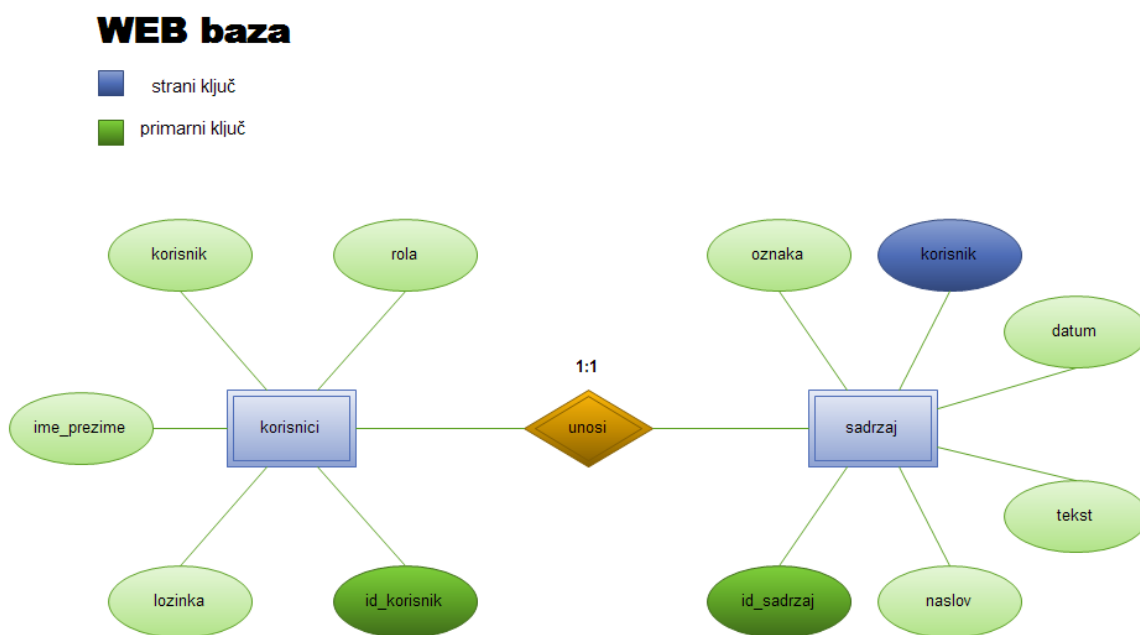 WEB baza
strani ključ
primarni ključ
korisnik
rola
oznaka
korisnik
datum
1:1
ime_prezime
korisnici
unosi
sadrzaj
tekst
lozinka
id_korisnik
id_sadrzaj
naslov